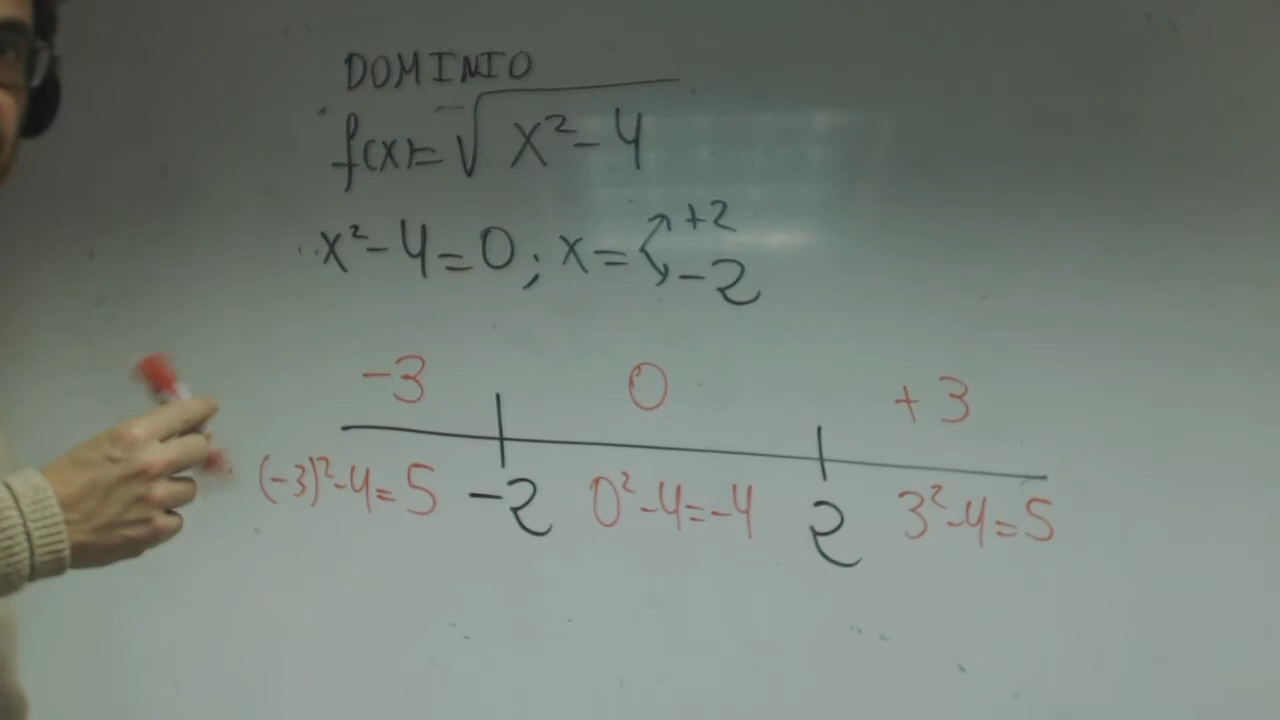 DOMINIO
f(x)=√x²-4
x²-4=0; x= +2 -2
-3 0 +3
(-3)²-4=5 -2 0²-4=-4 2 3²-4=5